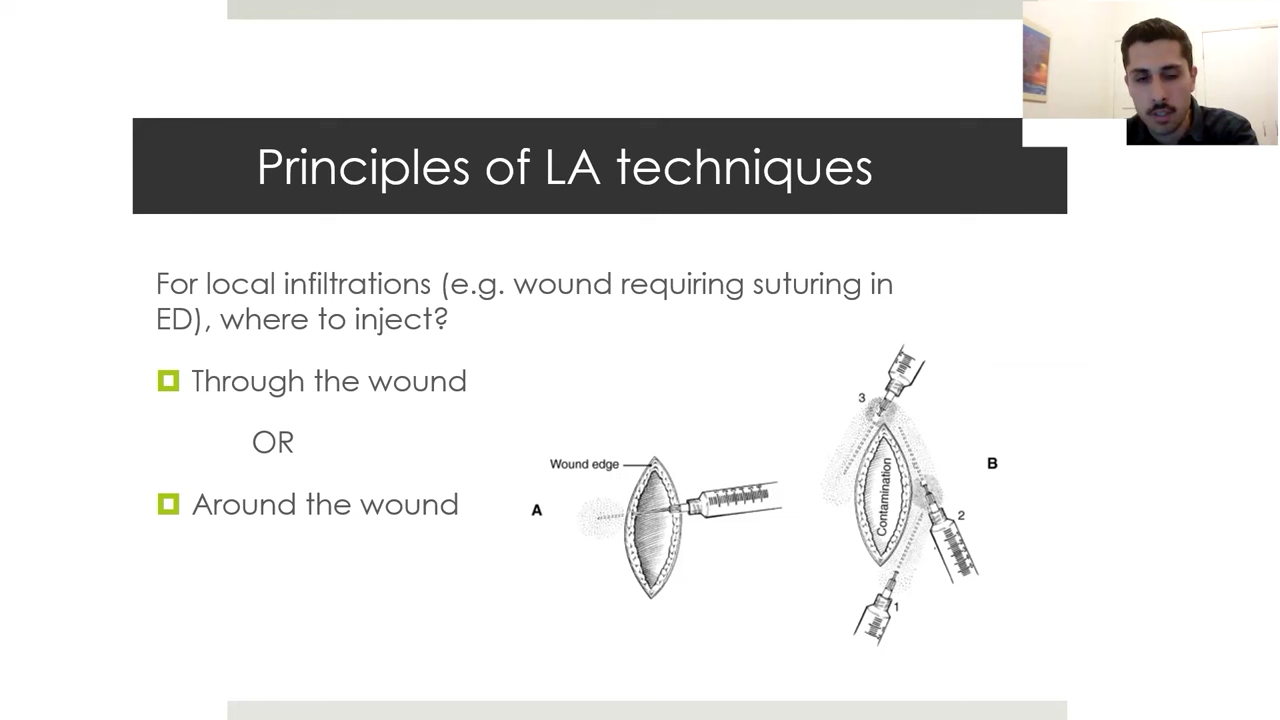 Principles of LA techniques
For local infiltrations (e.g. wound requiring suturing in
ED), where to inject?
Through the wound
OR
Around the wound
Wound edge
A
3
Contamination
B
2
1